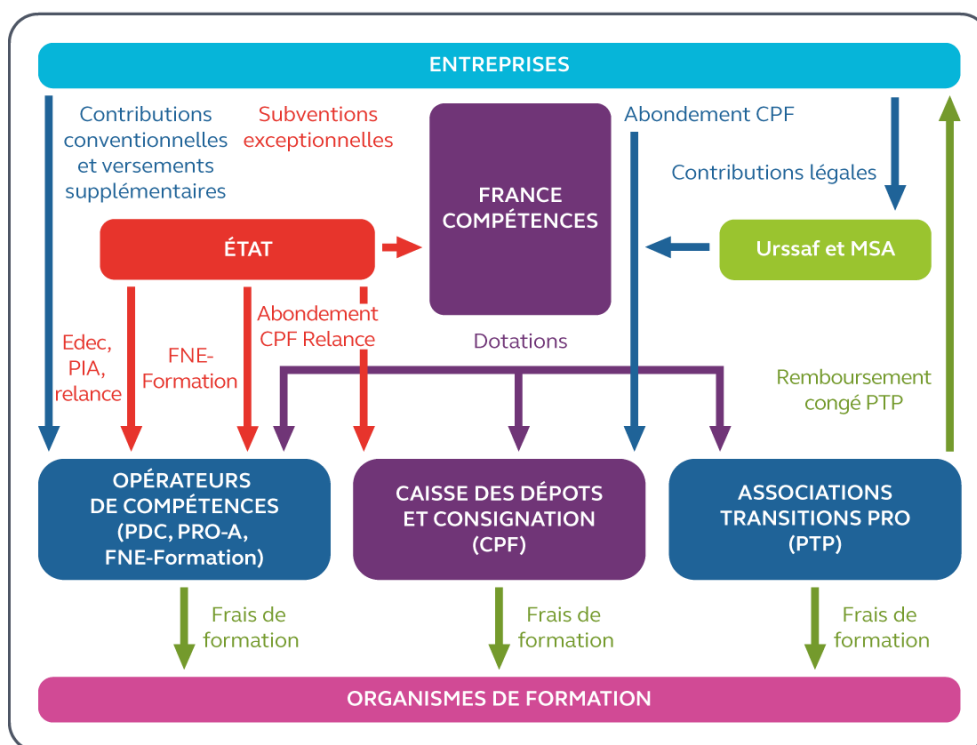 ENTREPRISES
Contributions
conventionnelles
et versements
supplémentaires
Subventions
exceptionnelles
FRANCE
COMPÉTENCES
Abondement CPF
Contributions légales
ÉTAT
Urssaf et MSA
Edec,
PIA,
relance
FNE-
Formation
Abondement
CPF Relance
Dotations
Remboursement
congé PTP
OPÉRATEURS
DE COMPÉTENCES
(PDC, PRO-A,
FNE-Formation)
CAISSE DES DÉPOTS
ET CONSIGNATION
(CPF)
ASSOCIATIONS
TRANSITIONS PRO
(PTP)
Frais de
formation
Frais de
formation
Frais de
formation
ORGANISMES DE FORMATION